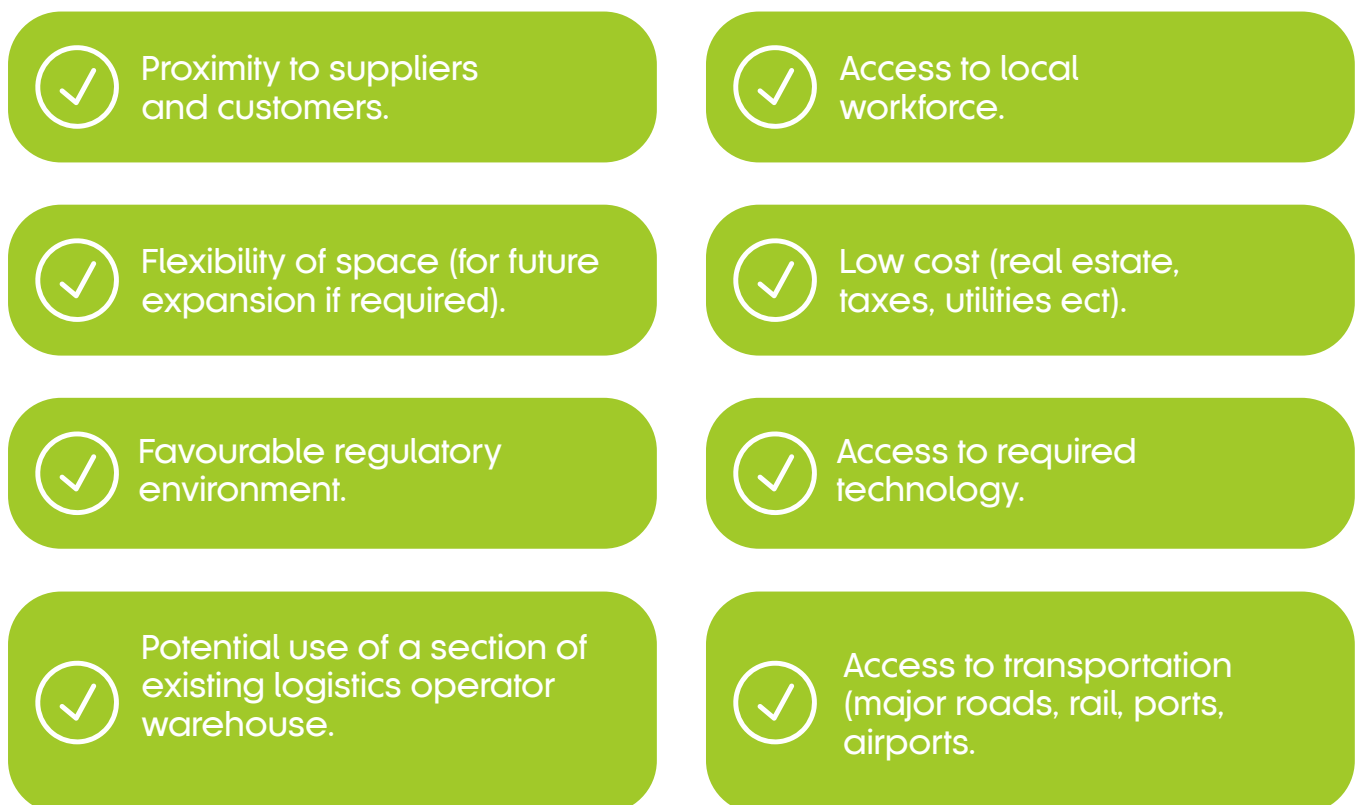 Proximity to suppliers
and customers.
Access to local
workforce.
Flexibility of space (for future
expansion if required).
Low cost (real estate,
taxes, utilities ect).
Favourable regulatory
environment.
Access to required
technology.
Potential use of a section of
existing logistics operator
warehouse.
Access to transportation
(major roads, rail, ports,
airports.